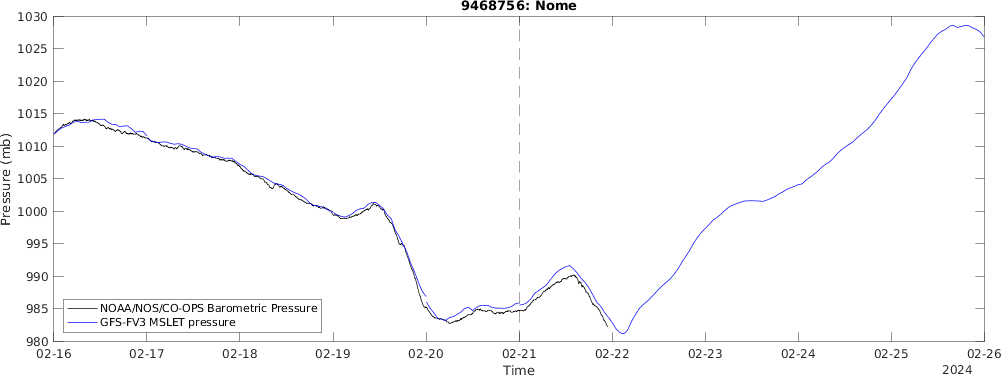 9468756: Nome
1030
1025
1020
1015
1010
1005
1000
995
990
985
980
Pressure (mb)
NOAA/NOS/CO-OPS Barometric Pressure
GFS-FV3 MSLET pressure
02-16 02-17 02-18 02-19 02-20 02-21 02-22 02-23 02-24 02-25 02-26
Time
2024